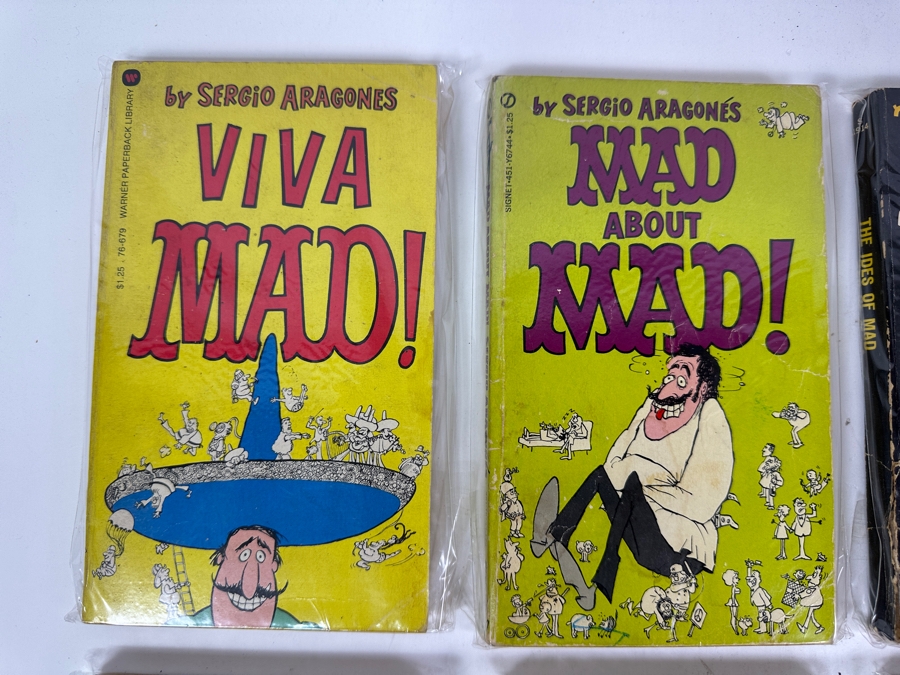 by SERGIO ARAGONES
VIVA
MAD!
$1.25 76-679 WARNER PAPERBACK LIBRARY
W
by SERGIO ARAGONÉS
MAD
ABOUT
MAD!
SIGNET•451-Y6744•$1.25
THE IDES OF MAD